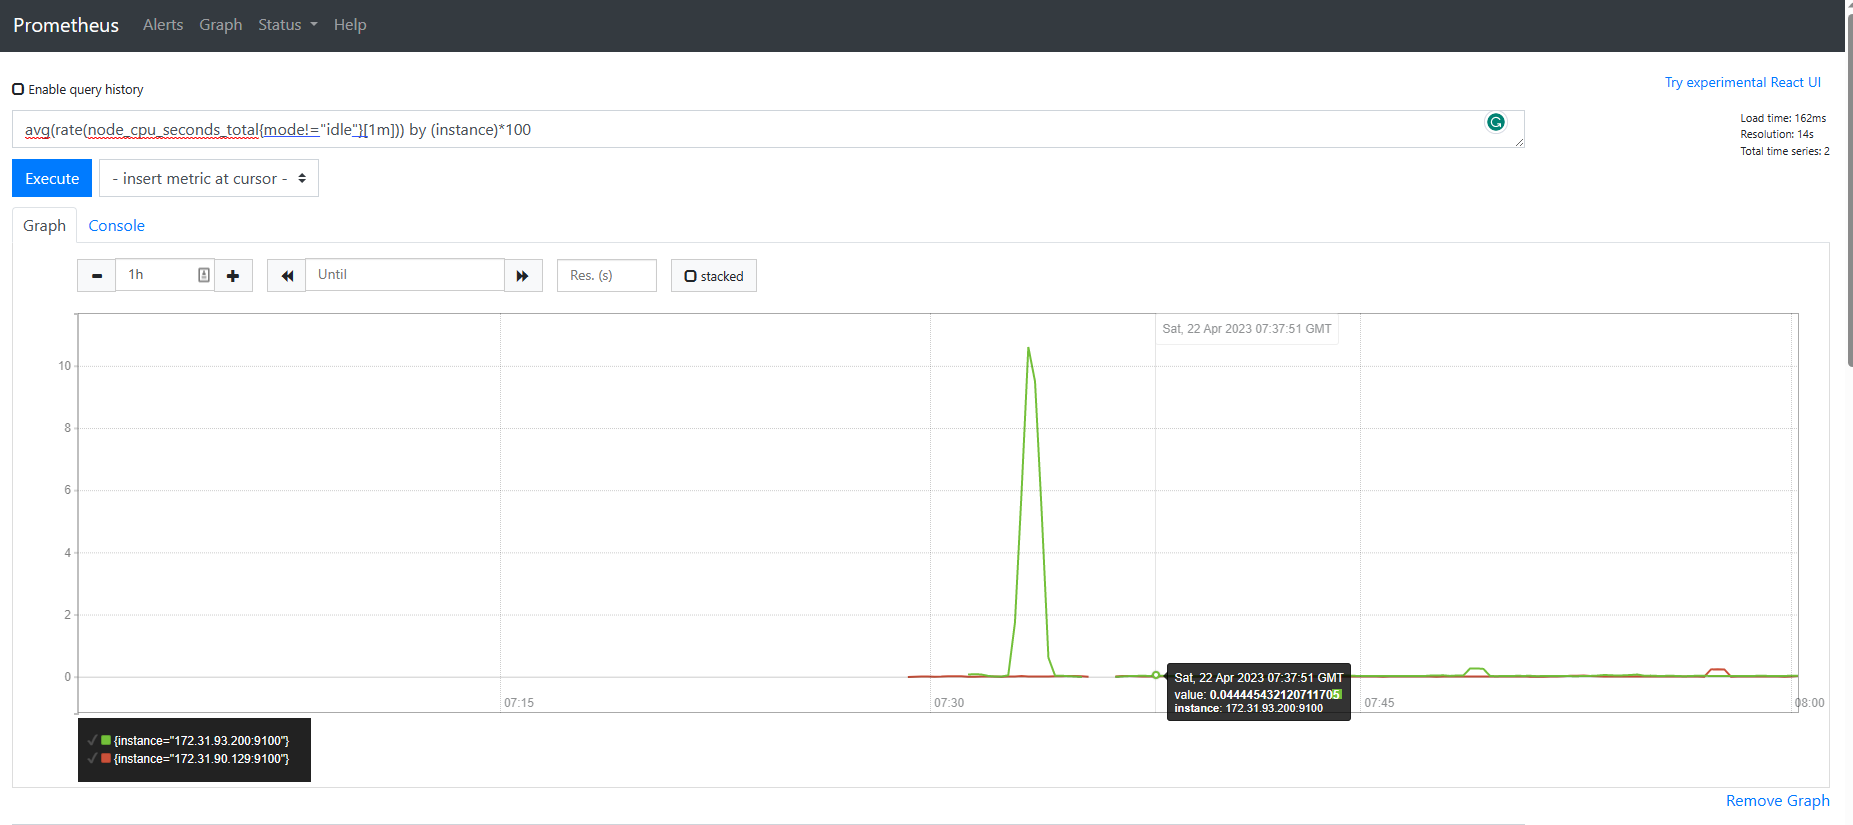 Prometheus Alerts Graph Status Help
Enable query history
Try experimental React UI
avg(rate(node_cpu_seconds_total{mode!="idle"}[1m])) by (instance)*100
Load time: 162ms
Resolution: 14s
Total time series: 2
Execute - insert metric at cursor -
Graph Console
1h Until Res. (s) stacked
Sat, 22 Apr 2023 07:37:51 GMT
10
8
6
4
2
0
Sat, 22 Apr 2023 07:37:51 GMT
value: 0.044445432120711705
instance: 172.31.93.200:9100
07:15 07:30 07:45 08:00
{instance="172.31.93.200:9100"}
{instance="172.31.90.129:9100"}
Remove Graph